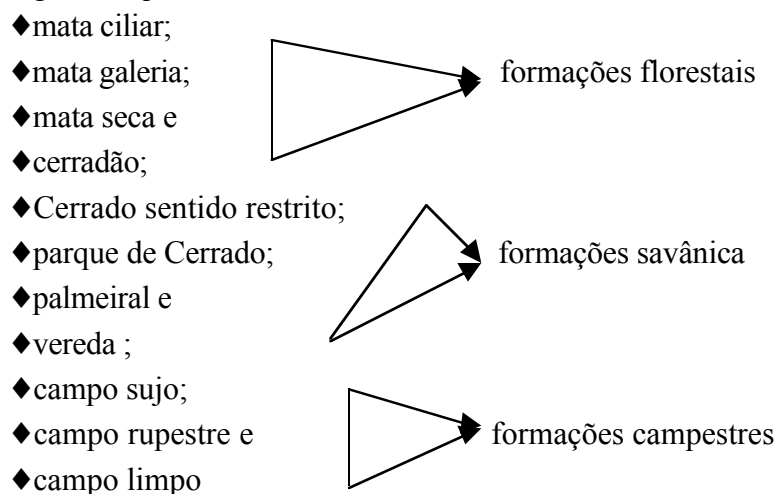 ♦mata ciliar;
♦mata galeria;
formações florestais
♦mata seca e
♦cerradão;
♦Cerrado sentido restrito;
♦parque de Cerrado;
formações savânica
♦palmeiral e
♦vereda ;
♦campo sujo;
♦campo rupestre e
formações campestres
♦campo limpo